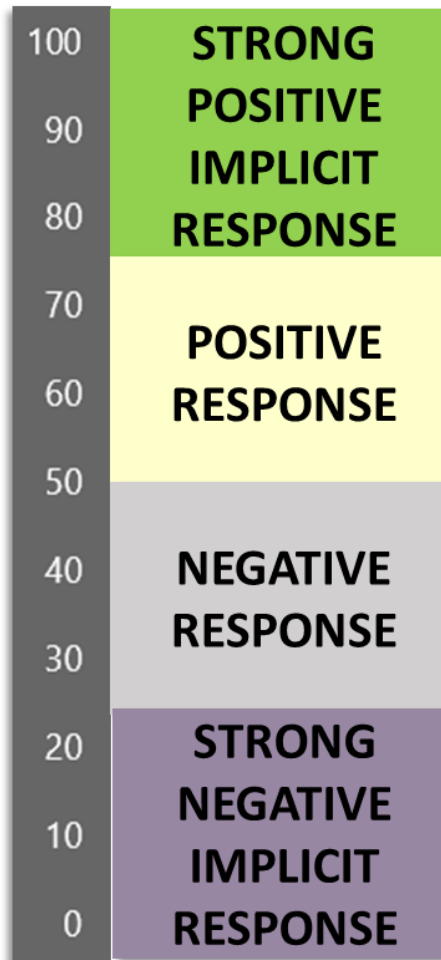 100
STRONG
POSITIVE
90
IMPLICIT
80
RESPONSE
70
POSITIVE
60
RESPONSE
50
40
NEGATIVE
RESPONSE
30
20
STRONG
NEGATIVE
10
IMPLICIT
0
RESPONSE